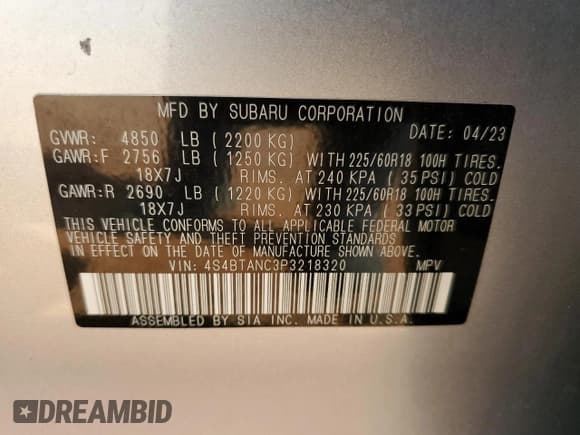 MFD BY SUBARU CORPORATION
GVWR: 4850 LB (2200 KG) DATE: 04/23
GAWR:F 2756 LB (1250 KG) WITH 225/60R18 100H TIRES.
18X7J RIMS. AT 240 KPA (35 PSI) COLD
GAWR:R 2690 LB (1220 KG) WITH 225/60R18 100H TIRES.
18X7J RIMS. AT 230 KPA (33 PSI) COLD
THIS VEHICLE CONFORMS TO ALL APPLICABLE FEDERAL MOTOR
VEHICLE SAFETY AND THEFT PREVENTION STANDARDS
IN EFFECT ON THE DATE OF MANUFACTURE SHOWN ABOVE.
VIN: 4S4BTANC3P3218320 MPV
ASSEMBLED BY SIA INC. MADE IN U.S.A.
DREAMBID